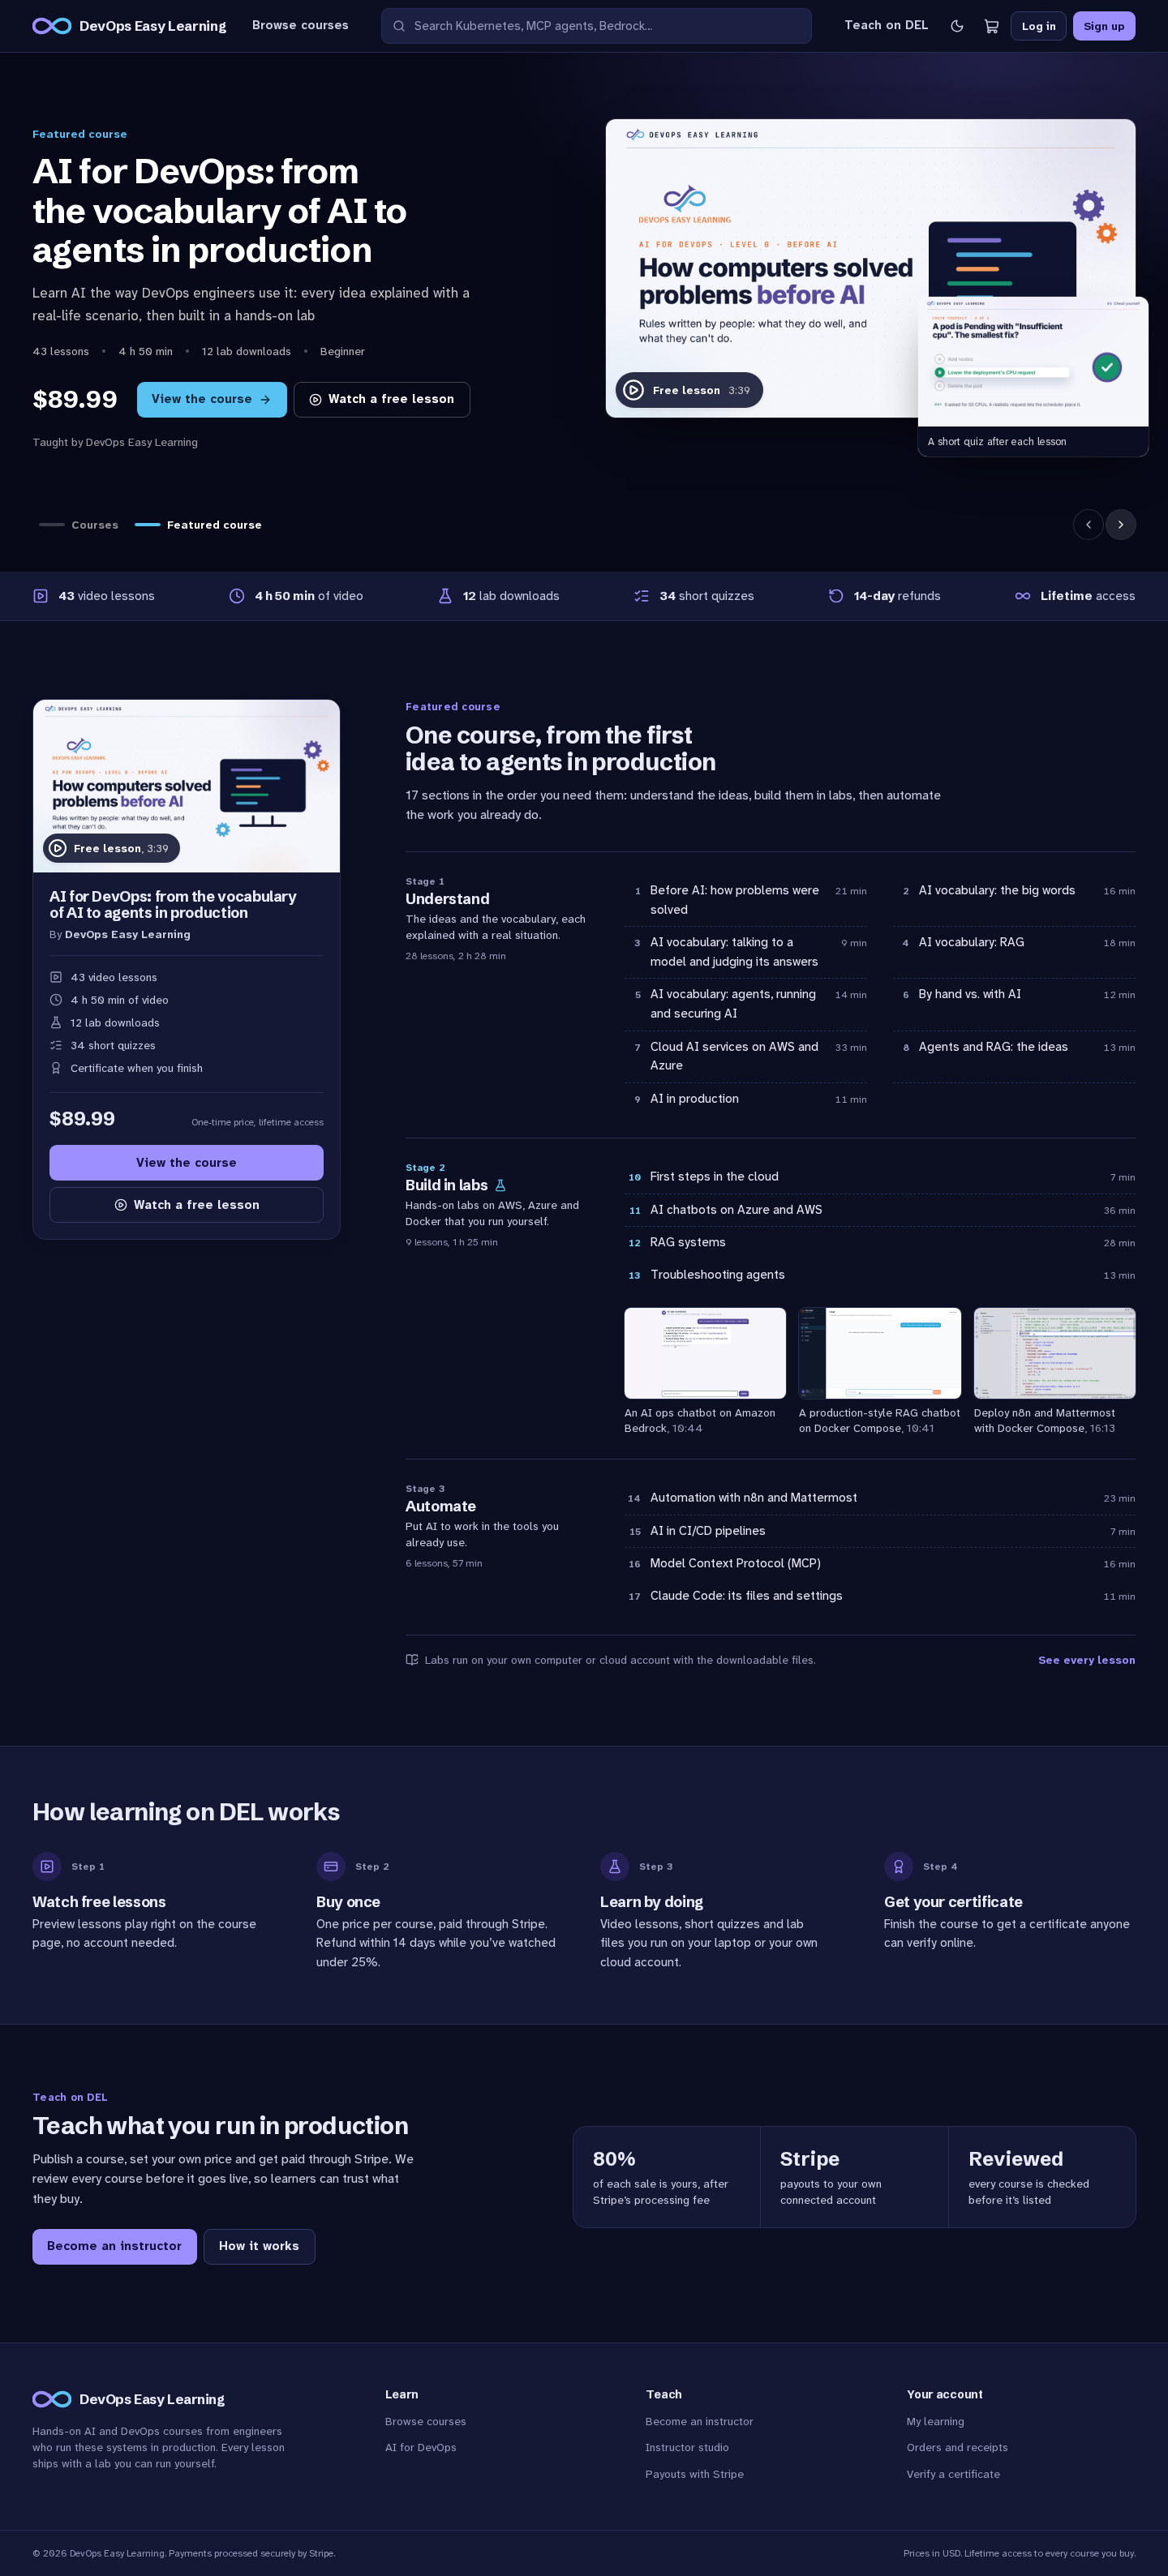 DevOps Easy Learning
Browse courses
Search Kubernetes, MCP agents, Bedrock...
Teach on DEL
Log in
Sign up
Featured course
AI for DevOps: from
the vocabulary of AI to
agents in production
Learn AI the way DevOps engineers use it: every idea explained with a
real-life scenario, then built in a hands-on lab
43 lessons • 4 h 50 min • 12 lab downloads • Beginner
$89.99
View the course
Watch a free lesson
Taught by DevOps Easy Learning
DEVOPS EASY LEARNING
DEVOPS EASY LEARNING
AI FOR DEVOPS · LEVEL 0 · BEFORE AI
How computers solved
problems before AI
Rules written by people: what they do well, and
what they can't do.
Free lesson 3:39
DEVOPS EASY LEARNING
A pod is Pending with "Insufficient
cpu". The smallest fix?
A Add nodes
B Lower the deployment's CPU request
C Delete the pod
A short quiz after each lesson
Courses
Featured course
43 video lessons
4 h 50 min of video
12 lab downloads
34 short quizzes
14-day refunds
Lifetime access
DEVOPS EASY LEARNING
DEVOPS EASY LEARNING
AI FOR DEVOPS · LEVEL 0 · BEFORE AI
How computers solved
problems before AI
Rules written by people: what they do well, and
what they can't do.
Free lesson, 3:39
AI for DevOps: from the vocabulary
of AI to agents in production
By DevOps Easy Learning
43 video lessons
4 h 50 min of video
12 lab downloads
34 short quizzes
Certificate when you finish
$89.99
One-time price, lifetime access
View the course
Watch a free lesson
Featured course
One course, from the first
idea to agents in production
17 sections in the order you need them: understand the ideas, build them in labs, then automate
the work you already do.
Stage 1
Understand
The ideas and the vocabulary, each
explained with a real situation.
28 lessons, 2 h 28 min
1 Before AI: how problems were 21 min
solved
2 AI vocabulary: the big words 16 min
3 AI vocabulary: talking to a 9 min
model and judging its answers
4 AI vocabulary: RAG 18 min
5 AI vocabulary: agents, running 14 min
and securing AI
6 By hand vs. with AI 12 min
7 Cloud AI services on AWS and 33 min
Azure
8 Agents and RAG: the ideas 13 min
9 AI in production 11 min
Stage 2
Build in labs
Hands-on labs on AWS, Azure and
Docker that you run yourself.
9 lessons, 1 h 25 min
10 First steps in the cloud 7 min
11 AI chatbots on Azure and AWS 36 min
12 RAG systems 28 min
13 Troubleshooting agents 13 min
An AI ops chatbot on Amazon
Bedrock, 10:44
A production-style RAG chatbot
on Docker Compose, 10:41
Deploy n8n and Mattermost
with Docker Compose, 16:13
Stage 3
Automate
Put AI to work in the tools you
already use.
6 lessons, 57 min
14 Automation with n8n and Mattermost 23 min
15 AI in CI/CD pipelines 7 min
16 Model Context Protocol (MCP) 16 min
17 Claude Code: its files and settings 11 min
Labs run on your own computer or cloud account with the downloadable files.
See every lesson
How learning on DEL works
Step 1
Watch free lessons
Preview lessons play right on the course
page, no account needed.
Step 2
Buy once
One price per course, paid through Stripe.
Refund within 14 days while you've watched
under 25%.
Step 3
Learn by doing
Video lessons, short quizzes and lab
files you run on your laptop or your own
cloud account.
Step 4
Get your certificate
Finish the course to get a certificate anyone
can verify online.
Teach on DEL
Teach what you run in production
Publish a course, set your own price and get paid through Stripe. We
review every course before it goes live, so learners can trust what
they buy.
Become an instructor
How it works
80%
of each sale is yours, after
Stripe's processing fee
Stripe
payouts to your own
connected account
Reviewed
every course is checked
before it's listed
DevOps Easy Learning
Hands-on AI and DevOps courses from engineers
who run these systems in production. Every lesson
ships with a lab you can run yourself.
Learn
Browse courses
AI for DevOps
Teach
Become an instructor
Instructor studio
Payouts with Stripe
Your account
My learning
Orders and receipts
Verify a certificate
© 2026 DevOps Easy Learning. Payments processed securely by Stripe.
Prices in USD. Lifetime access to every course you buy.